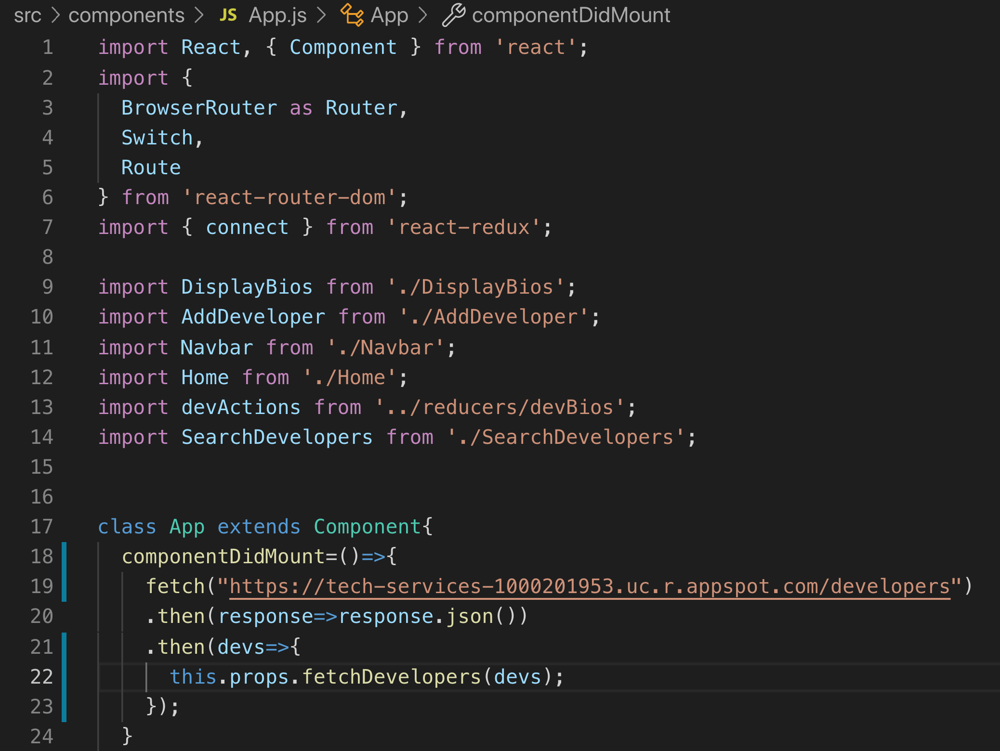 src > components > JS App.js > App > componentDidMount
1 import React, { Component } from 'react';
2 import {
3 BrowserRouter as Router,
4 Switch,
5 Route
6 } from 'react-router-dom';
7 import { connect } from 'react-redux';
8
9 import DisplayBios from './DisplayBios';
10 import AddDeveloper from './AddDeveloper';
11 import Navbar from './Navbar';
12 import Home from './Home';
13 import devActions from '../reducers/devBios';
14 import SearchDevelopers from './SearchDevelopers';
15
16
17 class App extends Component{
18 componentDidMount=()=>{
19 fetch("https://tech-services-1000201953.uc.r.appspot.com/developers")
20 .then(response=>response.json())
21 .then(devs=>{
22 this.props.fetchDevelopers(devs);
23 });
24 }